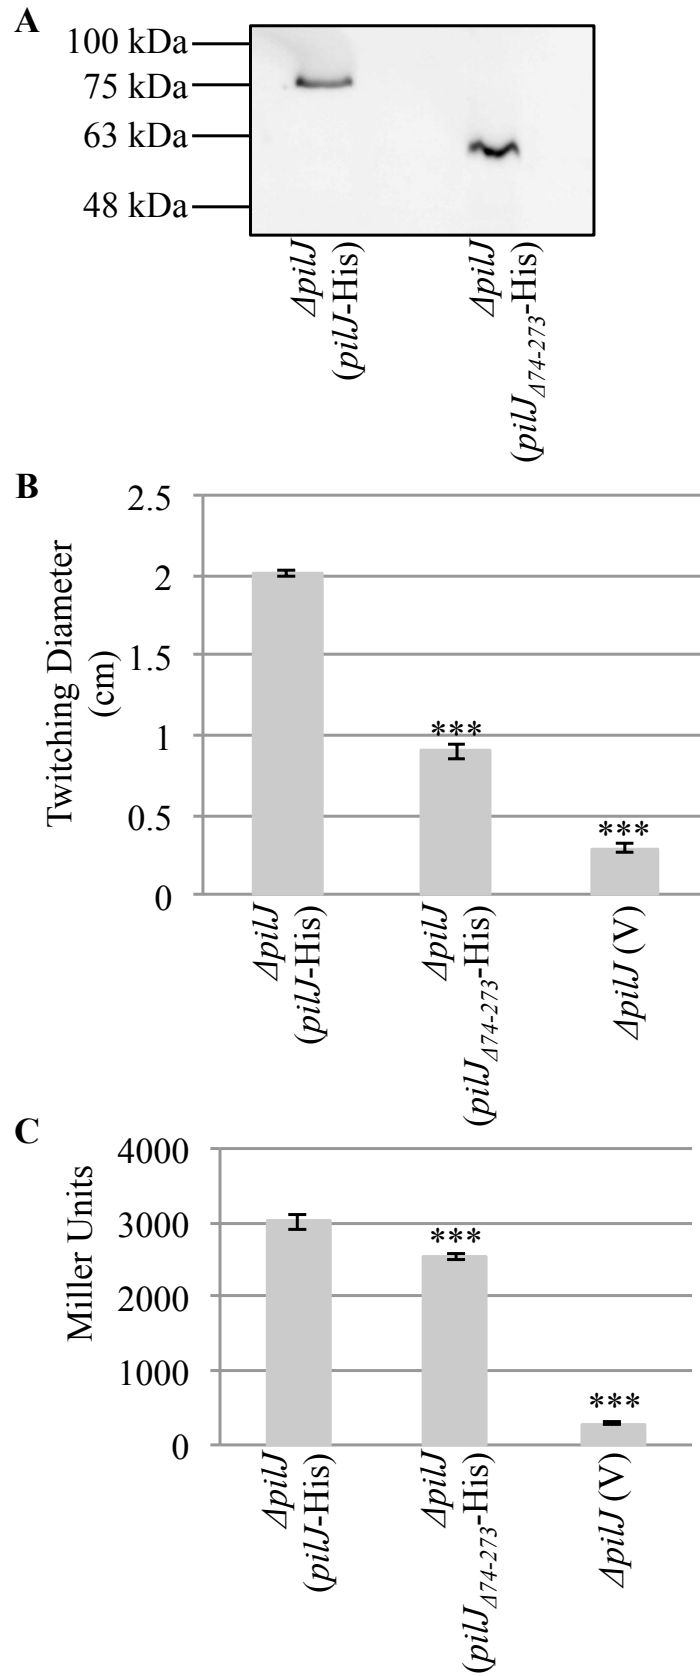 A
100 kDa
75 kDa
63 kDa
48 kDa
ΔpilJ
(pilJ-His)
ΔpilJ
(pilJΔ74-273-His)
B
Twitching Diameter
(cm)
2.5
2
1.5
1
0.5
0
***
***
ΔpilJ
(pilJ-His)
ΔpilJ
(pilJΔ74-273-His)
ΔpilJ (V)
C
Miller Units
4000
3000
2000
1000
0
***
***
ΔpilJ
(pilJ-His)
ΔpilJ
(pilJΔ74-273-His)
ΔpilJ (V)